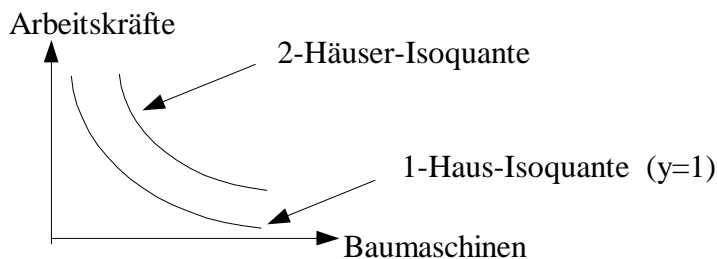 Arbeitskräfte
2-Häuser-Isoquante
1-Haus-Isoquante (y=1)
Baumaschinen